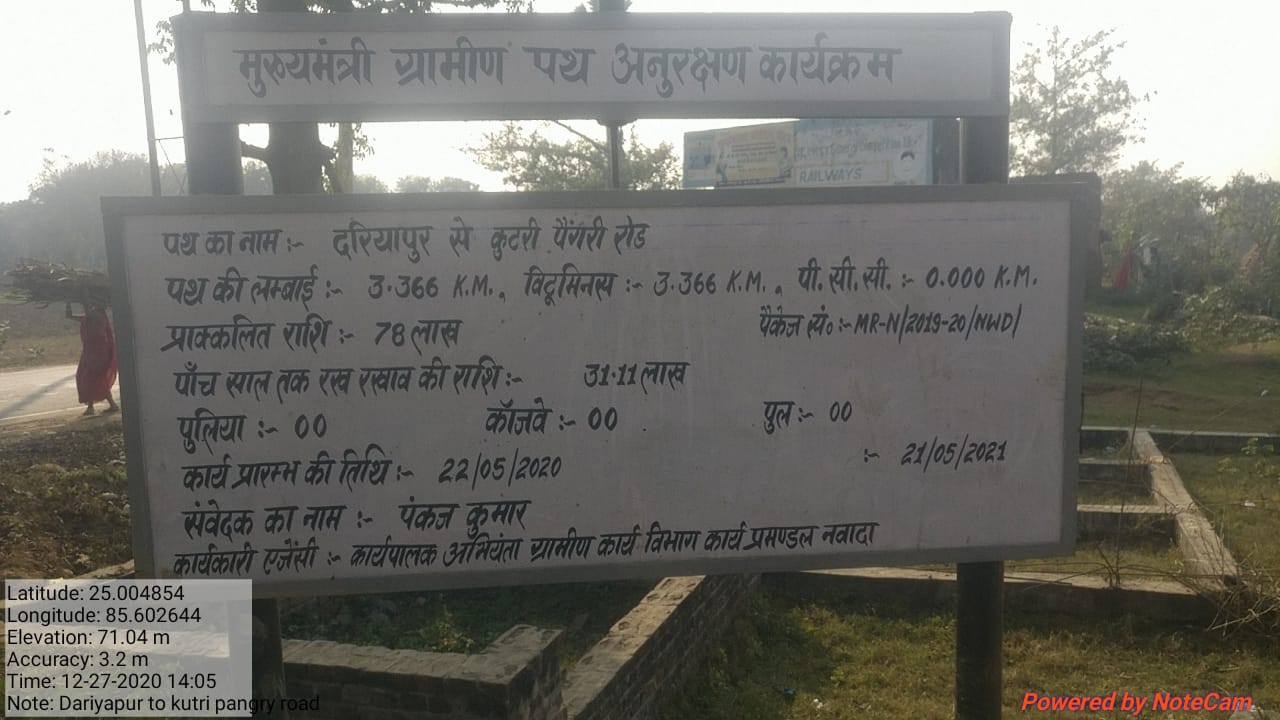 मुख्यमंत्री ग्रामीण पथ अनुरक्षण कार्यक्रम
RAILWAYS
पथ का नाम :- दरियापुर से कुटरी पैंगरी रोड
पथ की लम्बाई :- 3.366 K.M., विटूमिनस :- 3.366 K.M., पी.सी.सी. :- 0.000 K.M.
प्राक्कलित राशि :- 78 लाख पैकेज सं० :- MR-N/2019-20/NWD/
पाँच साल तक रख रखाव की राशि :- 31.11 लाख
पुलिया :- 00 कॉजवे :- 00 पुल :- 00
कार्य प्रारम्भ की तिथि :- 22/05/2020 :- 21/05/2021
संवेदक का नाम :- पंकज कुमार
कार्यकारी एजेंसी :- कार्यपालक अभियंता ग्रामीण कार्य विभाग कार्य प्रमण्डल नवादा
Latitude: 25.004854
Longitude: 85.602644
Elevation: 71.04 m
Accuracy: 3.2 m
Time: 12-27-2020 14:05
Note: Dariyapur to kutri pangry road
Powered by NoteCam